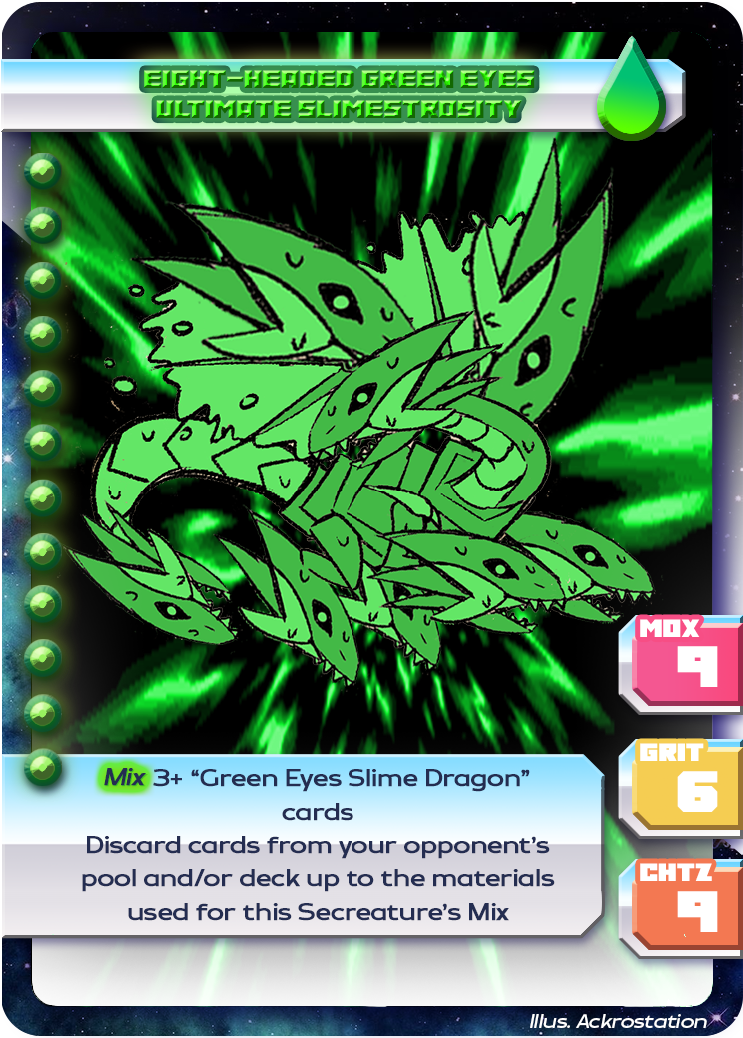 EIGHT-HEADED GREEN EYES
ULTIMATE SLIMESTROSITY
MOX
9
GRIT
6
CHTZ
9
Mix 3+ “Green Eyes Slime Dragon”
cards
Discard cards from your opponent’s
pool and/or deck up to the materials
used for this Secreature’s Mix
Illus. Ackrostation